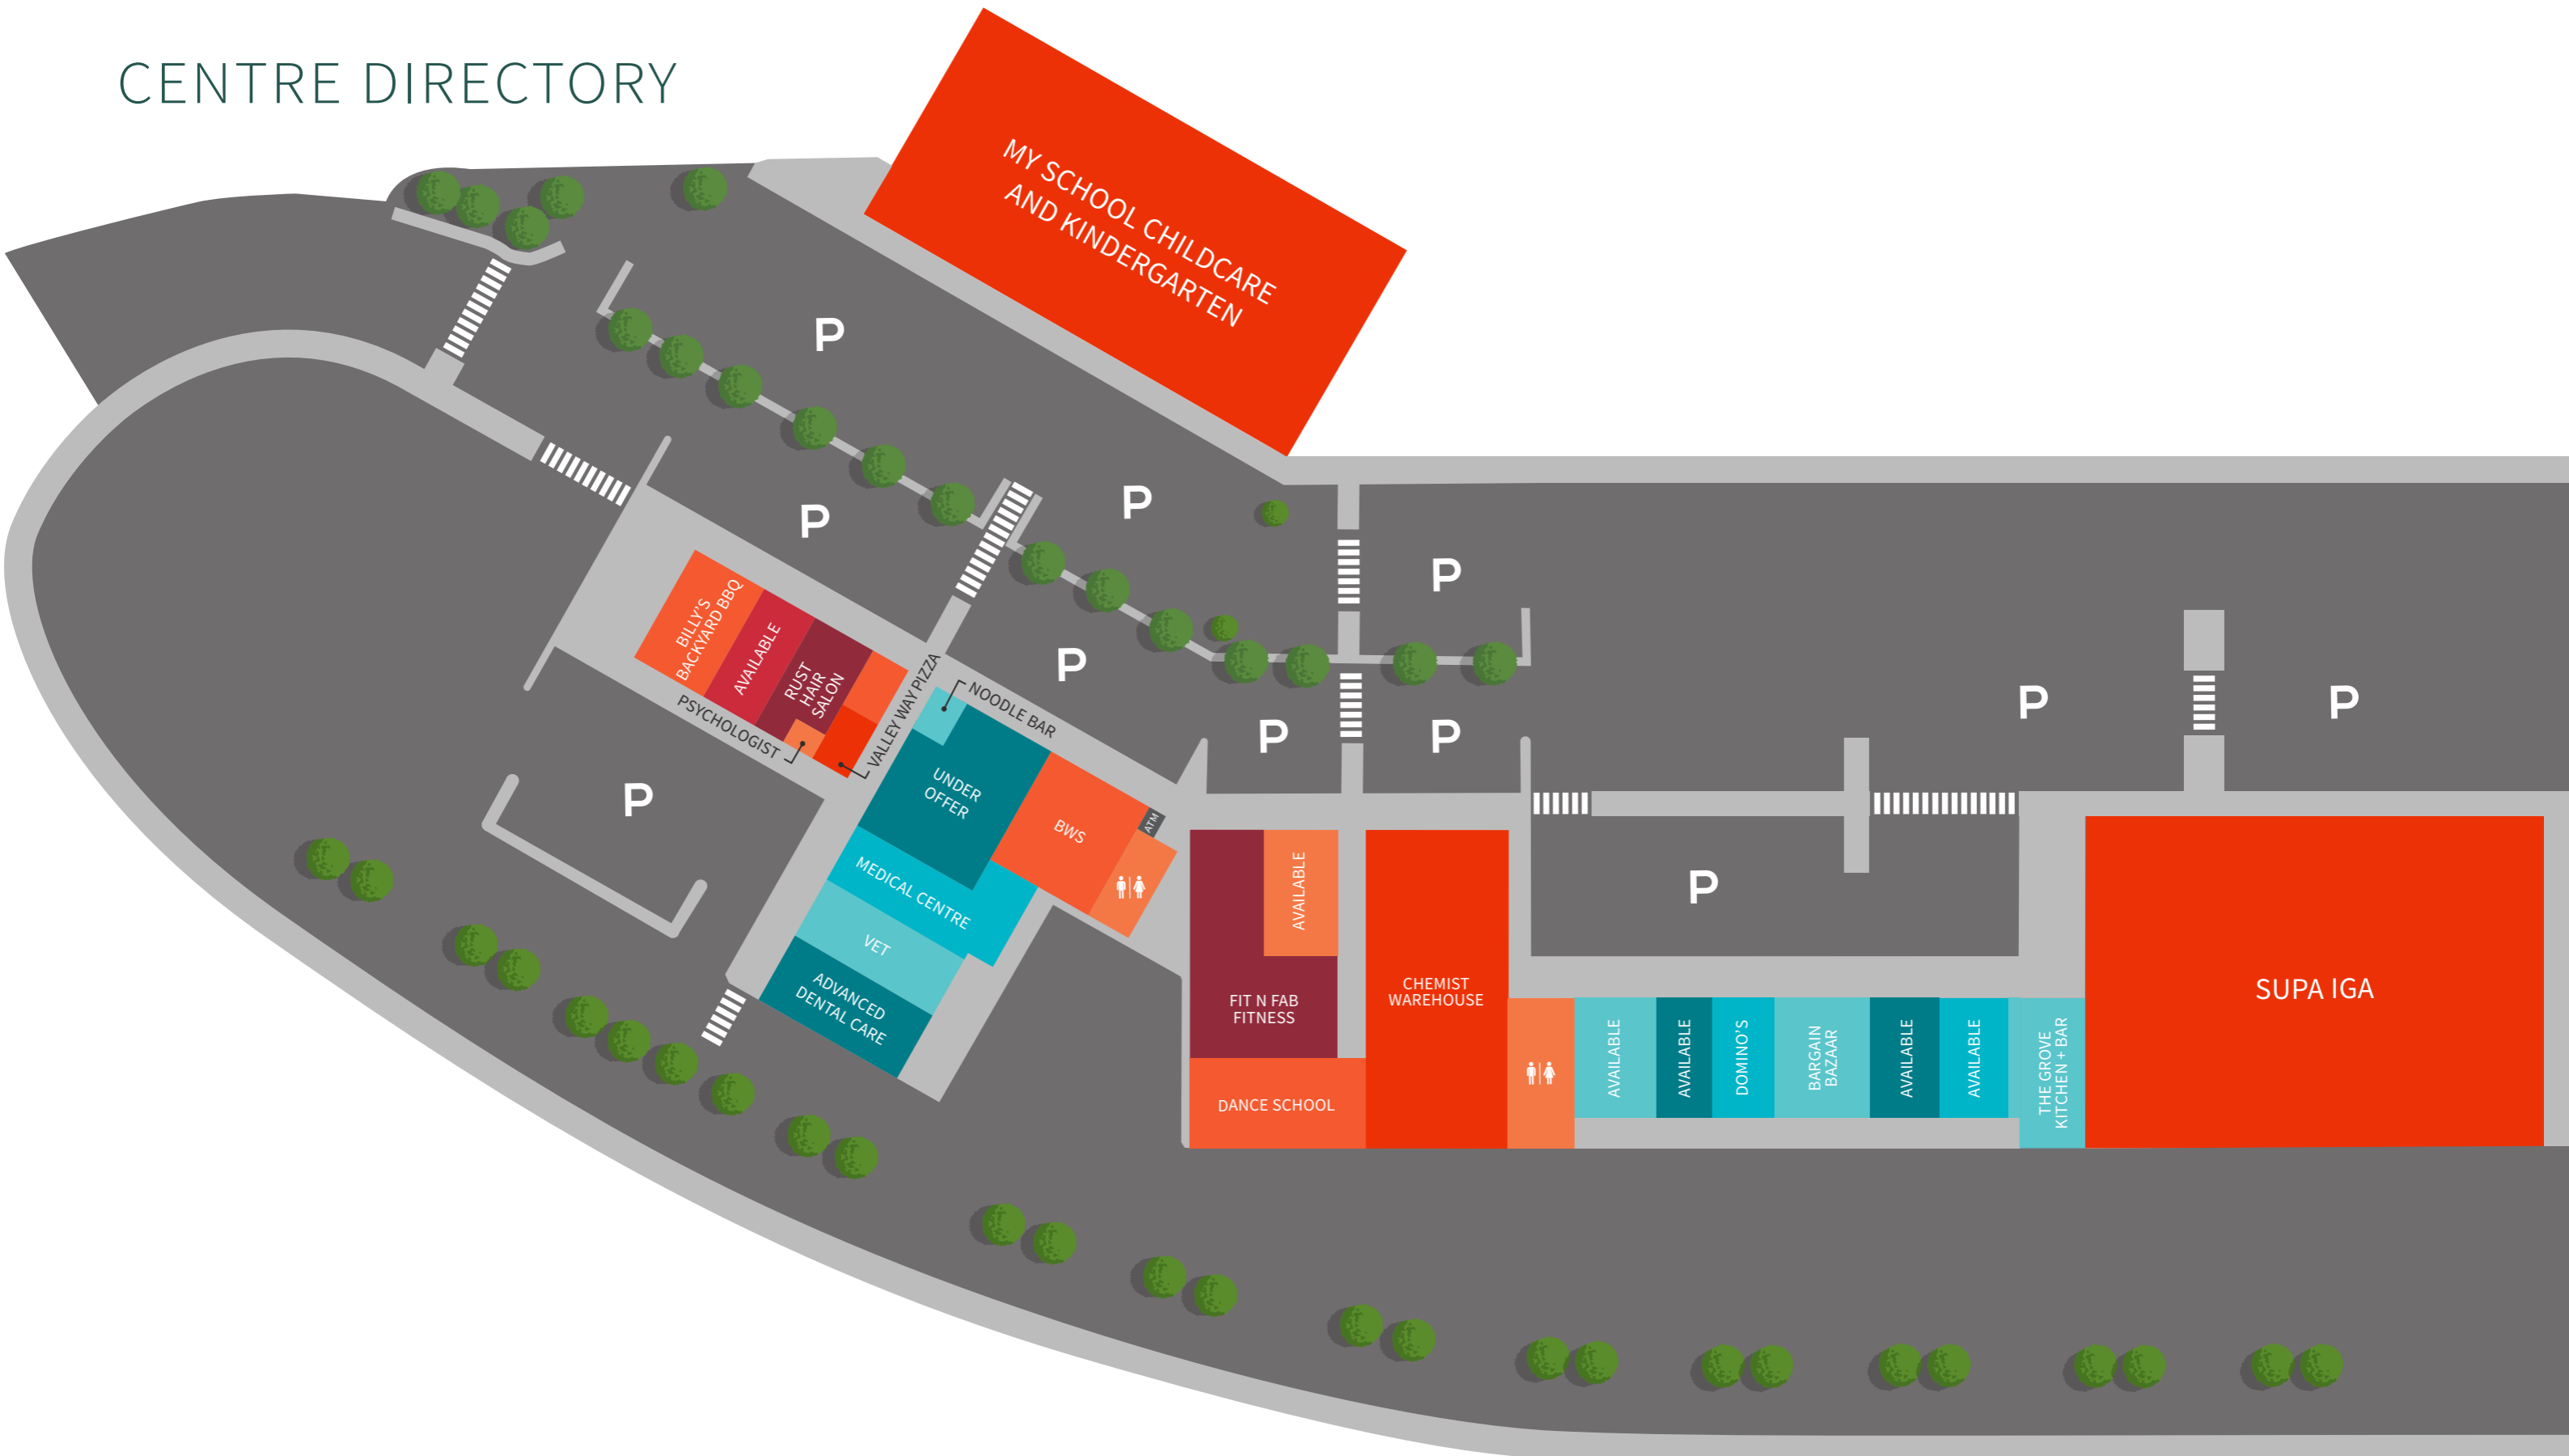 CENTRE DIRECTORY
MY SCHOOL CHILDCARE
AND KINDERGARTEN
P
P
P
P
P
P
P
P
P
P
P
BILLY'S
BACKYARD BBQ
AVAILABLE
RUST
HAIR
SALON
PSYCHOLOGIST
VALLEY WAY PIZZA
NOODLE BAR
UNDER
OFFER
BWS
ATM
MEDICAL CENTRE
VET
ADVANCED
DENTAL CARE
AVAILABLE
FIT N FAB
FITNESS
DANCE SCHOOL
CHEMIST
WAREHOUSE
AVAILABLE
AVAILABLE
DOMINO'S
BARGAIN
BAZAAR
AVAILABLE
AVAILABLE
THE GROVE
KITCHEN + BAR
SUPA IGA